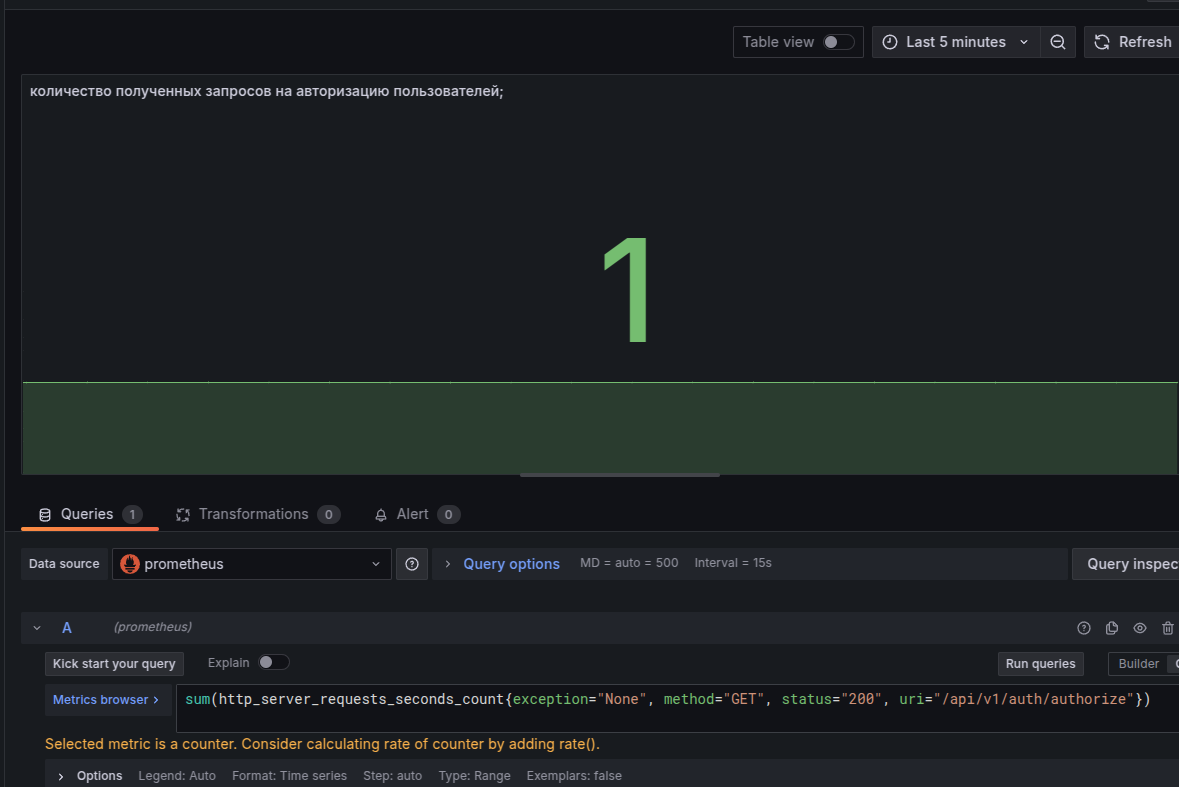 Table view Last 5 minutes Refresh
количество полученных запросов на авторизацию пользователей;
1
Queries 1 Transformations 0 Alert 0
Data source prometheus Query options MD = auto = 500 Interval = 15s Query inspec
A (prometheus)
Kick start your query Explain Run queries Builder
Metrics browser > sum(http_server_requests_seconds_count{exception="None", method="GET", status="200", uri="/api/v1/auth/authorize"})
Selected metric is a counter. Consider calculating rate of counter by adding rate().
> Options Legend: Auto Format: Time series Step: auto Type: Range Exemplars: false